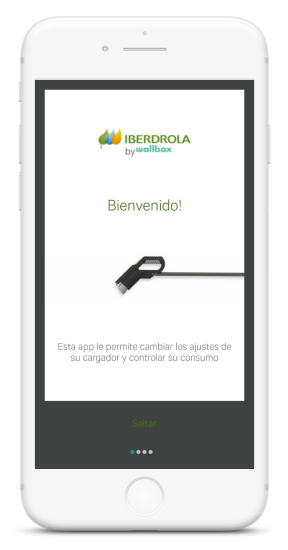 IBERDROLA
by wallbox
Bienvenido!
Esta app le permite cambiar los ajustes de
su cargador y controlar su consumo
Saltar